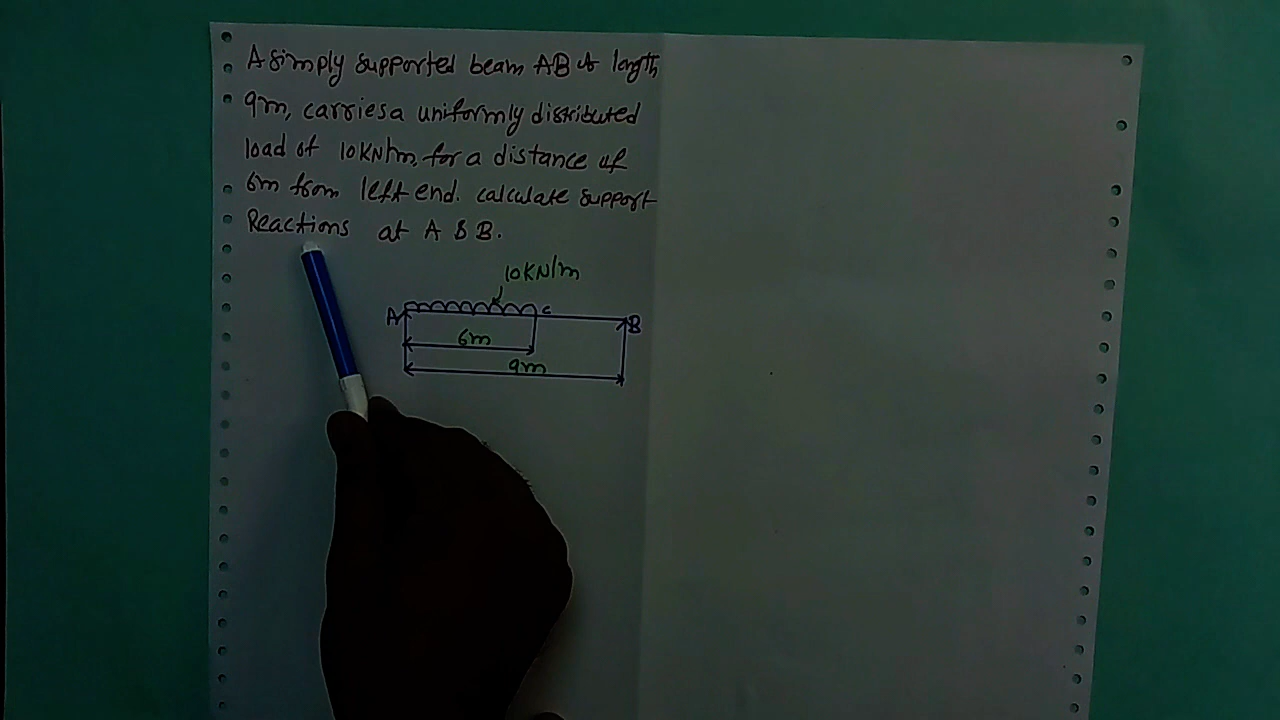 A simply supported beam AB of length
9m, carries a uniformly distributed
load of 10KN/m, for a distance of
6m from left end. calculate support
Reactions at A & B.
10KN/m
A
C
B
6m
9m